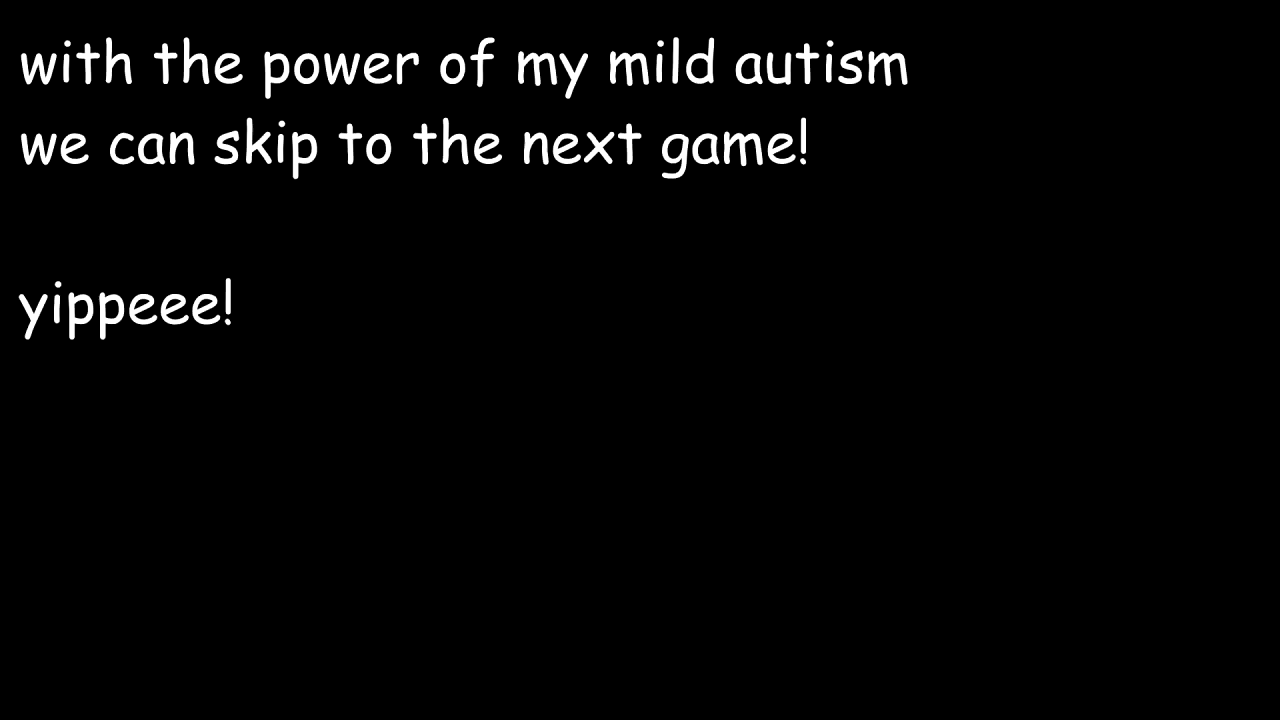 with the power of my mild autism
we can skip to the next game!
yippeee!